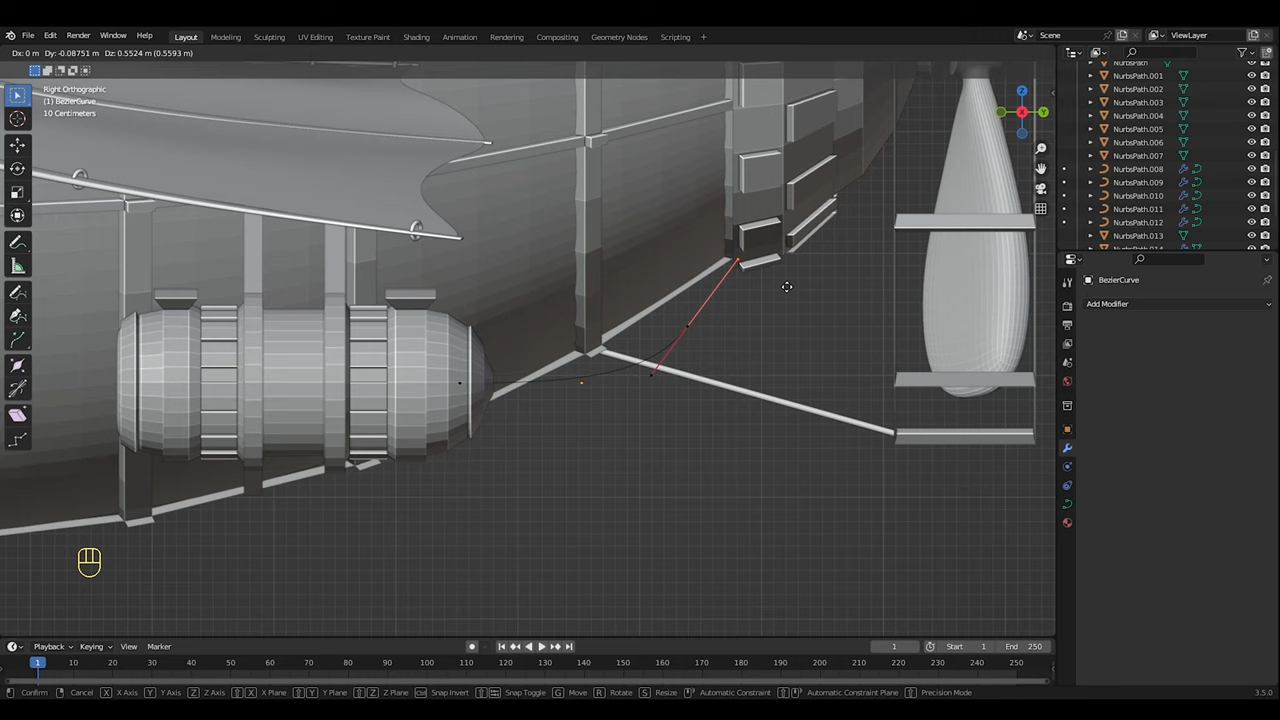 File Edit Render Window Help Layout Modeling Sculpting UV Editing Texture Paint Shading Animation Rendering Compositing Geometry Nodes Scripting + Scene ViewLayer
Dx: 0 m Dy: -0.08751 m Dz: 0.5524 m (0.5593 m)
Right Orthographic
(1) BezierCurve
10 Centimeters
Z
Y
X
NurbsPath
NurbsPath.001
NurbsPath.002
NurbsPath.003
NurbsPath.004
NurbsPath.005
NurbsPath.006
NurbsPath.007
NurbsPath.008
NurbsPath.009
NurbsPath.010
NurbsPath.011
NurbsPath.012
NurbsPath.013
NurbsPath.014
BezierCurve
Add Modifier
Playback Keying View Marker 1 Start 1 End 250
1 10 20 30 40 50 60 70 80 90 100 110 120 130 140 150 160 170 180 190 200 210 220 230 240 250
Confirm Cancel X X Axis Y Y Axis Z Z Axis X X Plane Y Y Plane Z Z Plane Snap Invert Snap Toggle G Move R Rotate S Resize Automatic Constraint Automatic Constraint Plane Precision Mode 3.5.0